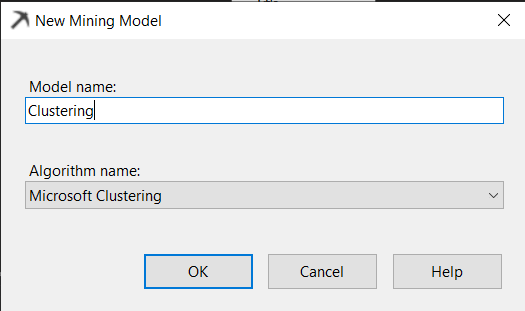 New Mining Model
Model name:
Clustering
Algorithm name:
Microsoft Clustering
OK
Cancel
Help